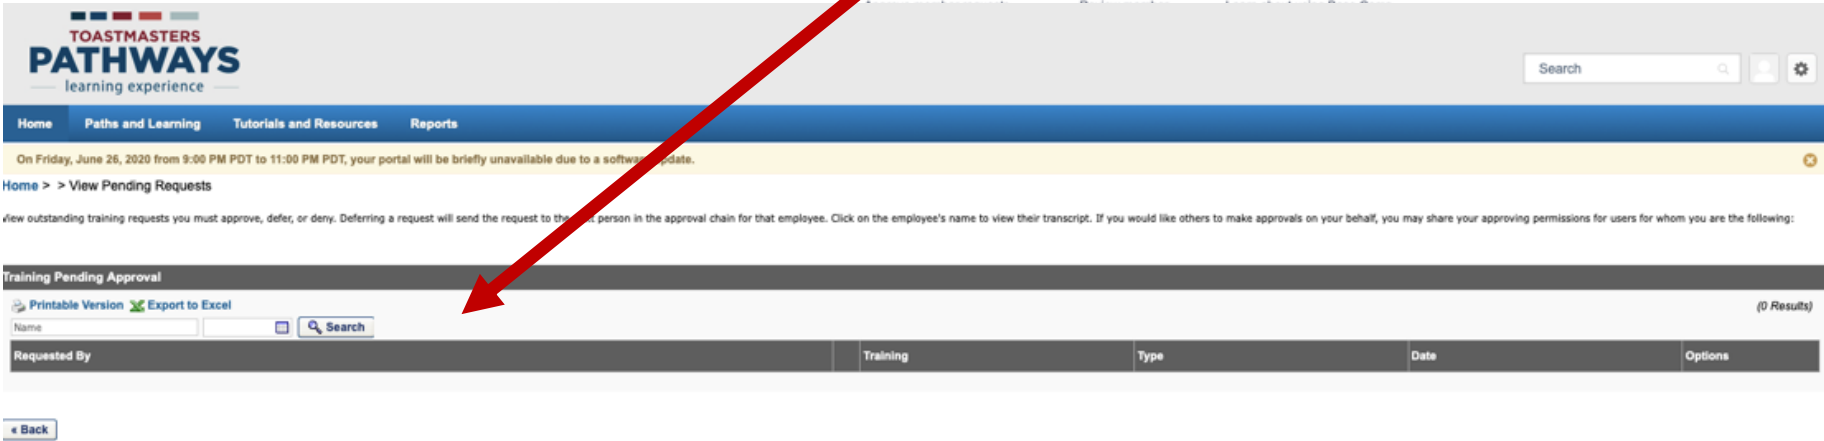 TOASTMASTERS
PATHWAYS
learning experience
Search
Home Paths and Learning Tutorials and Resources Reports
On Friday, June 26, 2020 from 9:00 PM PDT to 11:00 PM PDT, your portal will be briefly unavailable due to a software update.
Home > > View Pending Requests
View outstanding training requests you must approve, defer, or deny. Deferring a request will send the request to the person in the approval chain for that employee. Click on the employee's name to view their transcript. If you would like others to make approvals on your behalf, you may share your approving permissions for users for whom you are the following:
Training Pending Approval
Printable Version Export to Excel
(0 Results)
Name Search
Requested By Training Type Date Options
« Back